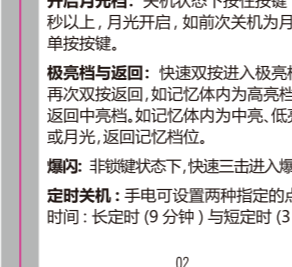 开启月光档：关机状态下按住按键
秒以上，月光开启，如前次关机为月
单按按键。
极亮档与返回：快速双按进入极亮档
再次双按返回，如记忆体内为高亮档
返回中亮档。如记忆体内为中亮、低亮
或月光，返回记忆档位。
爆闪：非锁键状态下，快速三击进入爆
定时关机：手电可设置两种指定的点
时间：长定时 (9 分钟) 与短定时 (3
02